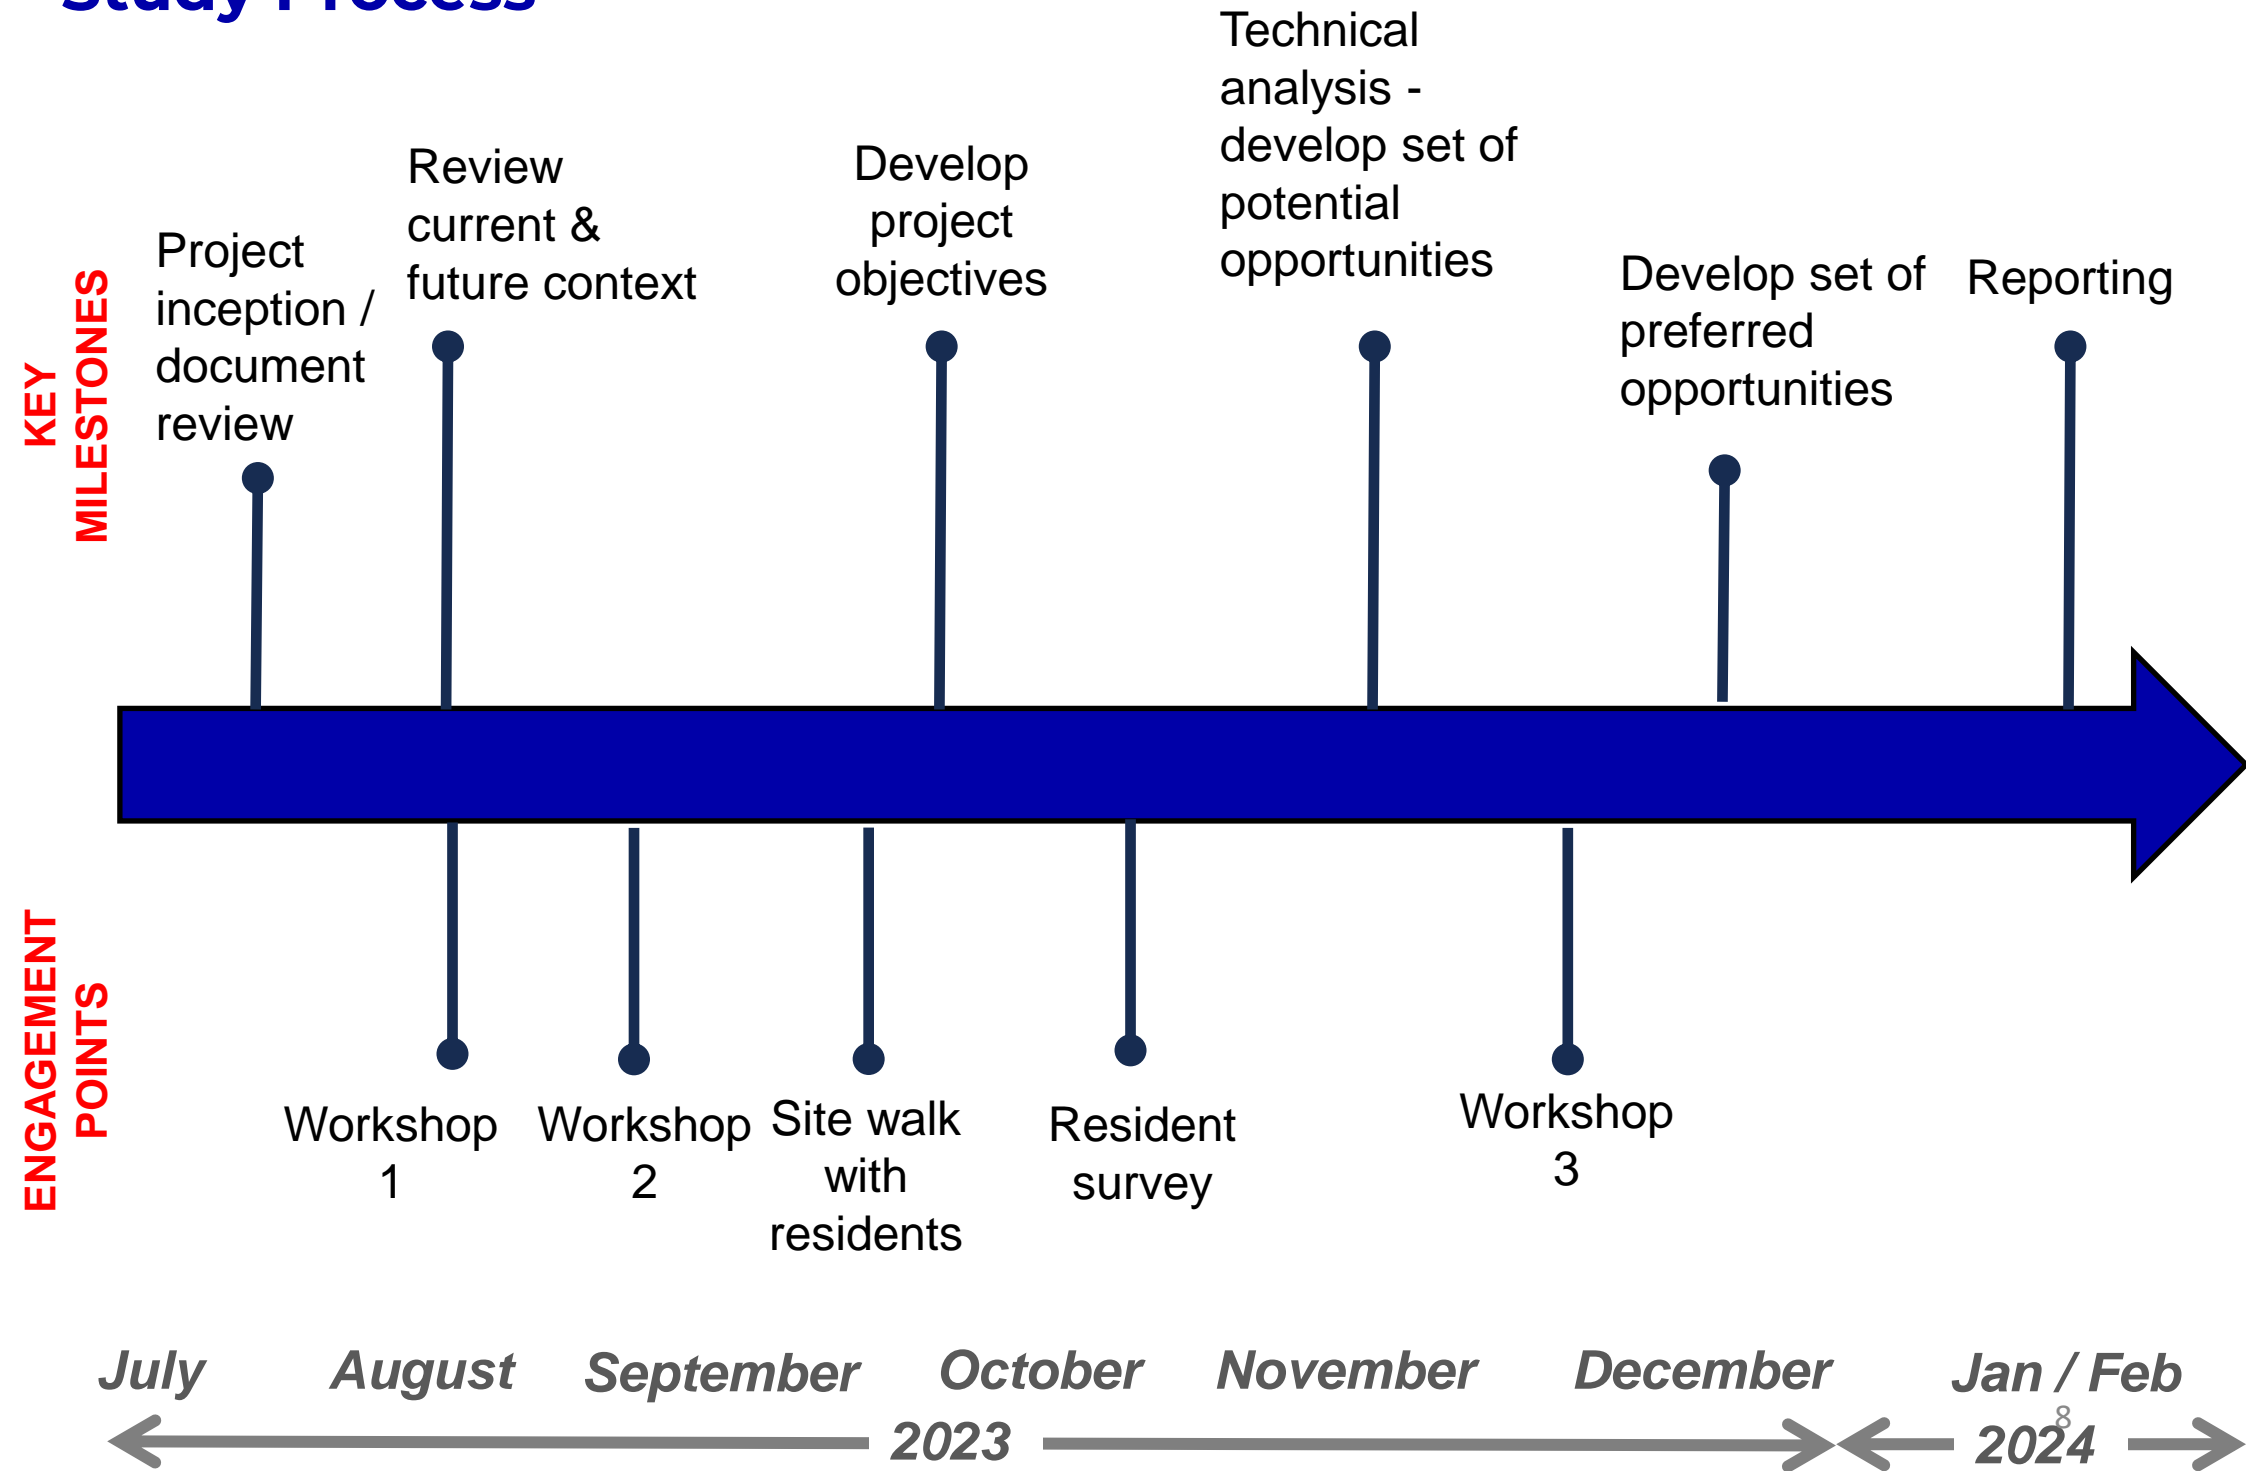 Study Process
Technical
analysis -
develop set of
potential
opportunities
Review
current &
future context
Develop
project
objectives
Project
inception /
document
review
Develop set of
preferred
opportunities
Reporting
KEY
MILESTONES
ENGAGEMENT
POINTS
Workshop
1
Workshop
2
Site walk
with
residents
Resident
survey
Workshop
3
July August September October November December Jan / Feb
2023 2024
8